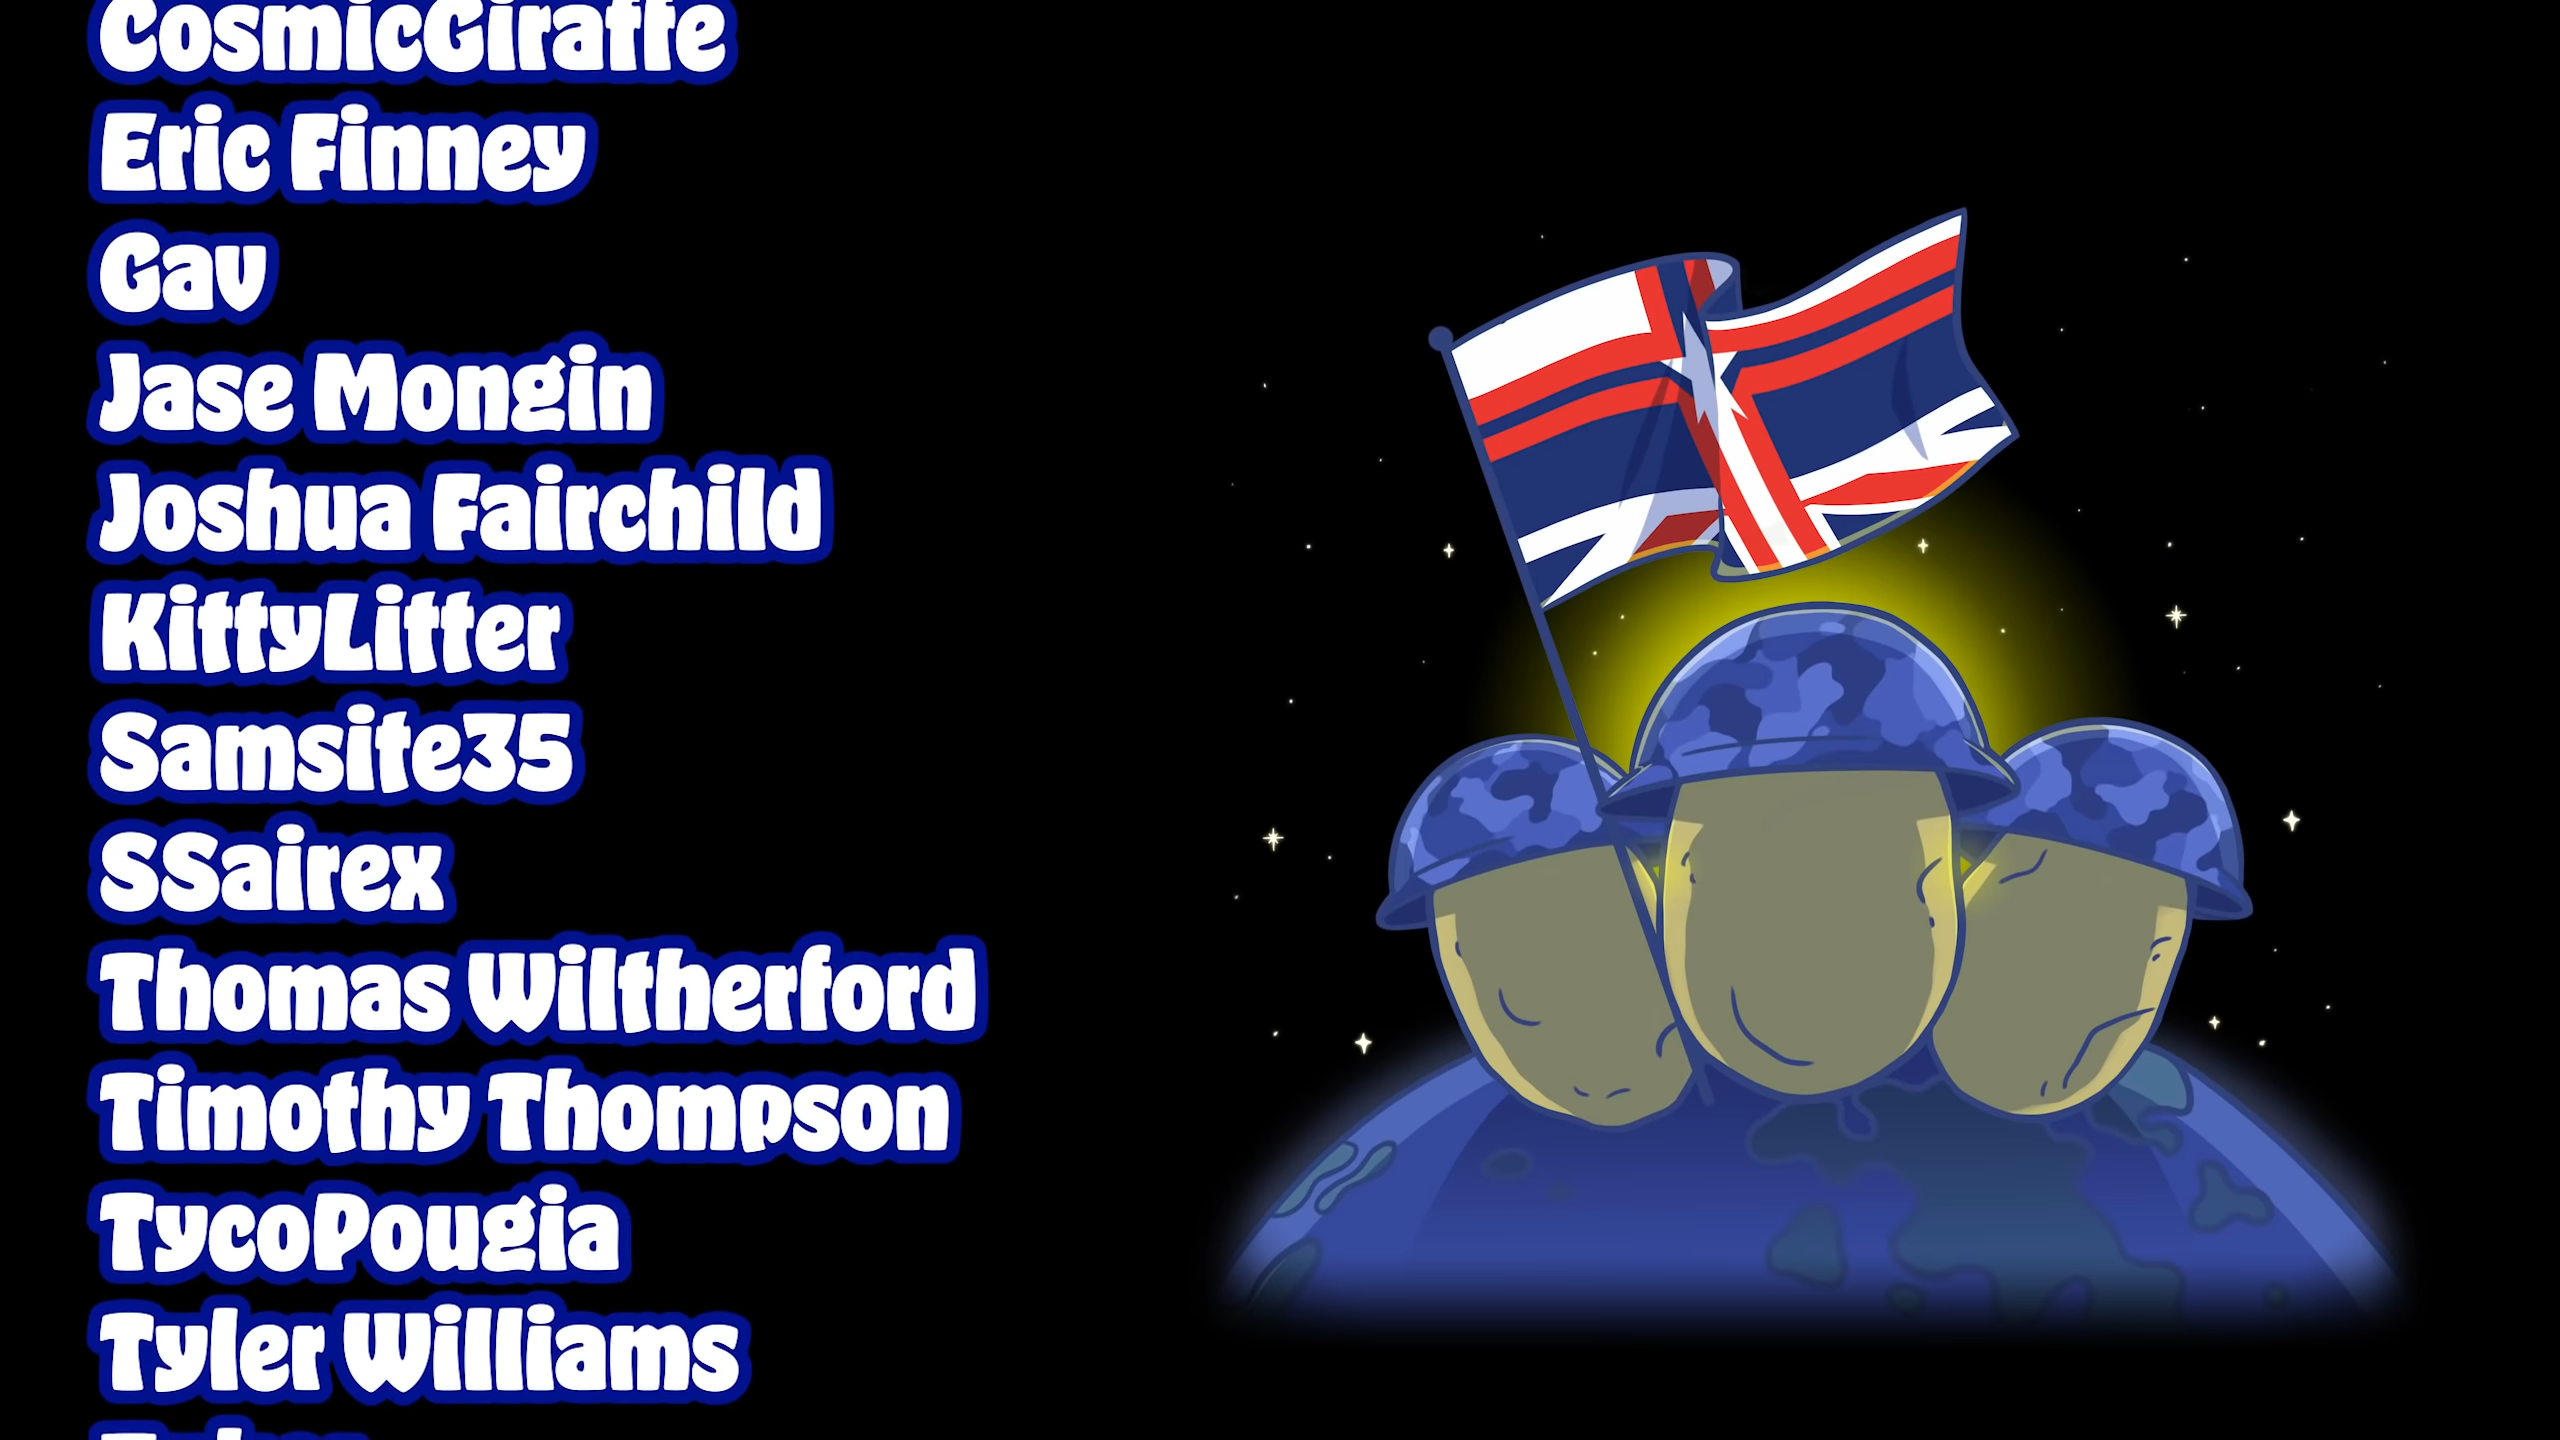 CosmicGiraffe
Eric Finney
Gav
Jase Mongin
Joshua Fairchild
KittyLitter
Samsite35
SSairex
Thomas Wiltherford
Timothy Thompson
TycoPougia
Tyler Williams